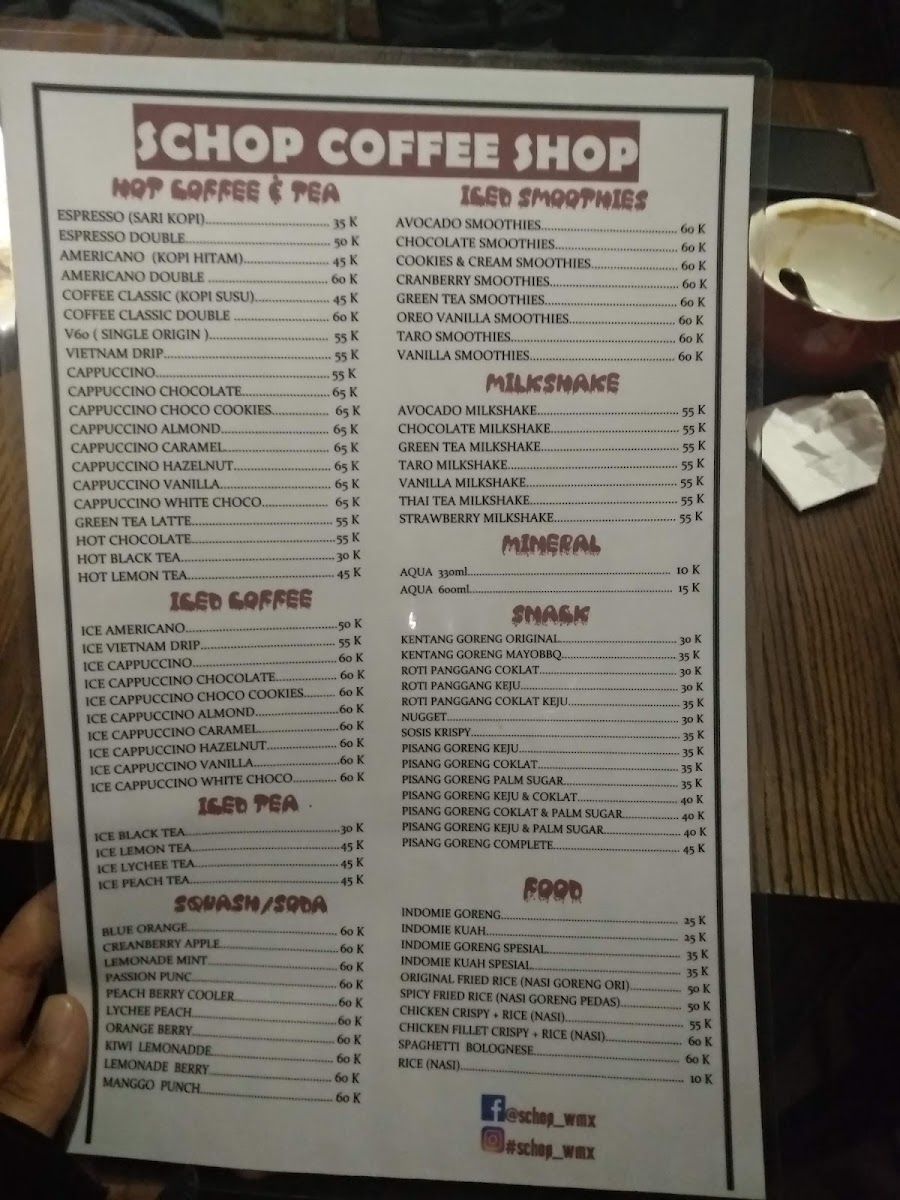 SCHOP COFFEE SHOP
HOT COFFEE & TEA
ESPRESSO (SARI KOPI) 35 K
ESPRESSO DOUBLE 50 K
AMERICANO (KOPI HITAM) 45 K
AMERICANO DOUBLE 60 K
COFFEE CLASSIC (KOPI SUSU) 45 K
COFFEE CLASSIC DOUBLE 60 K
V60 ( SINGLE ORIGIN ) 55 K
VIETNAM DRIP 55 K
CAPPUCCINO 55 K
CAPPUCCINO CHOCOLATE 65 K
CAPPUCCINO CHOCO COOKIES 65 K
CAPPUCCINO ALMOND 65 K
CAPPUCCINO CARAMEL 65 K
CAPPUCCINO HAZELNUT 65 K
CAPPUCCINO VANILLA 65 K
CAPPUCCINO WHITE CHOCO 65 K
GREEN TEA LATTE 55 K
HOT CHOCOLATE 55 K
HOT BLACK TEA 30 K
HOT LEMON TEA 45 K
ICED COFFEE
ICE AMERICANO 50 K
ICE VIETNAM DRIP 55 K
ICE CAPPUCCINO 60 K
ICE CAPPUCCINO CHOCOLATE 60 K
ICE CAPPUCCINO CHOCO COOKIES 60 K
ICE CAPPUCCINO ALMOND 60 K
ICE CAPPUCCINO CARAMEL 60 K
ICE CAPPUCCINO HAZELNUT 60 K
ICE CAPPUCCINO VANILLA 60 K
ICE CAPPUCCINO WHITE CHOCO 60 K
ICED TEA
ICE BLACK TEA 30 K
ICE LEMON TEA 45 K
ICE LYCHEE TEA 45 K
ICE PEACH TEA 45 K
SQUASH/SODA
BLUE ORANGE 60 K
CREANBERRY APPLE 60 K
LEMONADE MINT 60 K
PASSION PUNC 60 K
PEACH BERRY COOLER 60 K
LYCHEE PEACH 60 K
ORANGE BERRY 60 K
KIWI LEMONADDE 60 K
LEMONADE BERRY 60 K
MANGGO PUNCH 60 K
ICED SMOOTHIES
AVOCADO SMOOTHIES 60 K
CHOCOLATE SMOOTHIES 60 K
COOKIES & CREAM SMOOTHIES 60 K
CRANBERRY SMOOTHIES 60 K
GREEN TEA SMOOTHIES 60 K
OREO VANILLA SMOOTHIES 60 K
TARO SMOOTHIES 60 K
VANILLA SMOOTHIES 60 K
MILKSHAKE
AVOCADO MILKSHAKE 55 K
CHOCOLATE MILKSHAKE 55 K
GREEN TEA MILKSHAKE 55 K
TARO MILKSHAKE 55 K
VANILLA MILKSHAKE 55 K
THAI TEA MILKSHAKE 55 K
STRAWBERRY MILKSHAKE 55 K
MINERAL
AQUA 330ml 10 K
AQUA 600ml 15 K
SNACK
KENTANG GORENG ORIGINAL 30 K
KENTANG GORENG MAYOBBQ 35 K
ROTI PANGGANG COKLAT 30 K
ROTI PANGGANG KEJU 30 K
ROTI PANGGANG COKLAT KEJU 35 K
NUGGET 30 K
SOSIS KRISPY 35 K
PISANG GORENG KEJU 35 K
PISANG GORENG COKLAT 35 K
PISANG GORENG PALM SUGAR 35 K
PISANG GORENG KEJU & COKLAT 40 K
PISANG GORENG COKLAT & PALM SUGAR 40 K
PISANG GORENG KEJU & PALM SUGAR 40 K
PISANG GORENG COMPLETE 45 K
FOOD
INDOMIE GORENG 25 K
INDOMIE KUAH 25 K
INDOMIE GORENG SPESIAL 35 K
INDOMIE KUAH SPESIAL 35 K
ORIGINAL FRIED RICE (NASI GORENG ORI) 50 K
SPICY FRIED RICE (NASI GORENG PEDAS) 50 K
CHICKEN CRISPY + RICE (NASI) 55 K
CHICKEN FILLET CRISPY + RICE (NASI) 60 K
SPAGHETTI BOLOGNESE 60 K
RICE (NASI) 10 K
@schop_wmx
#schop_wmx